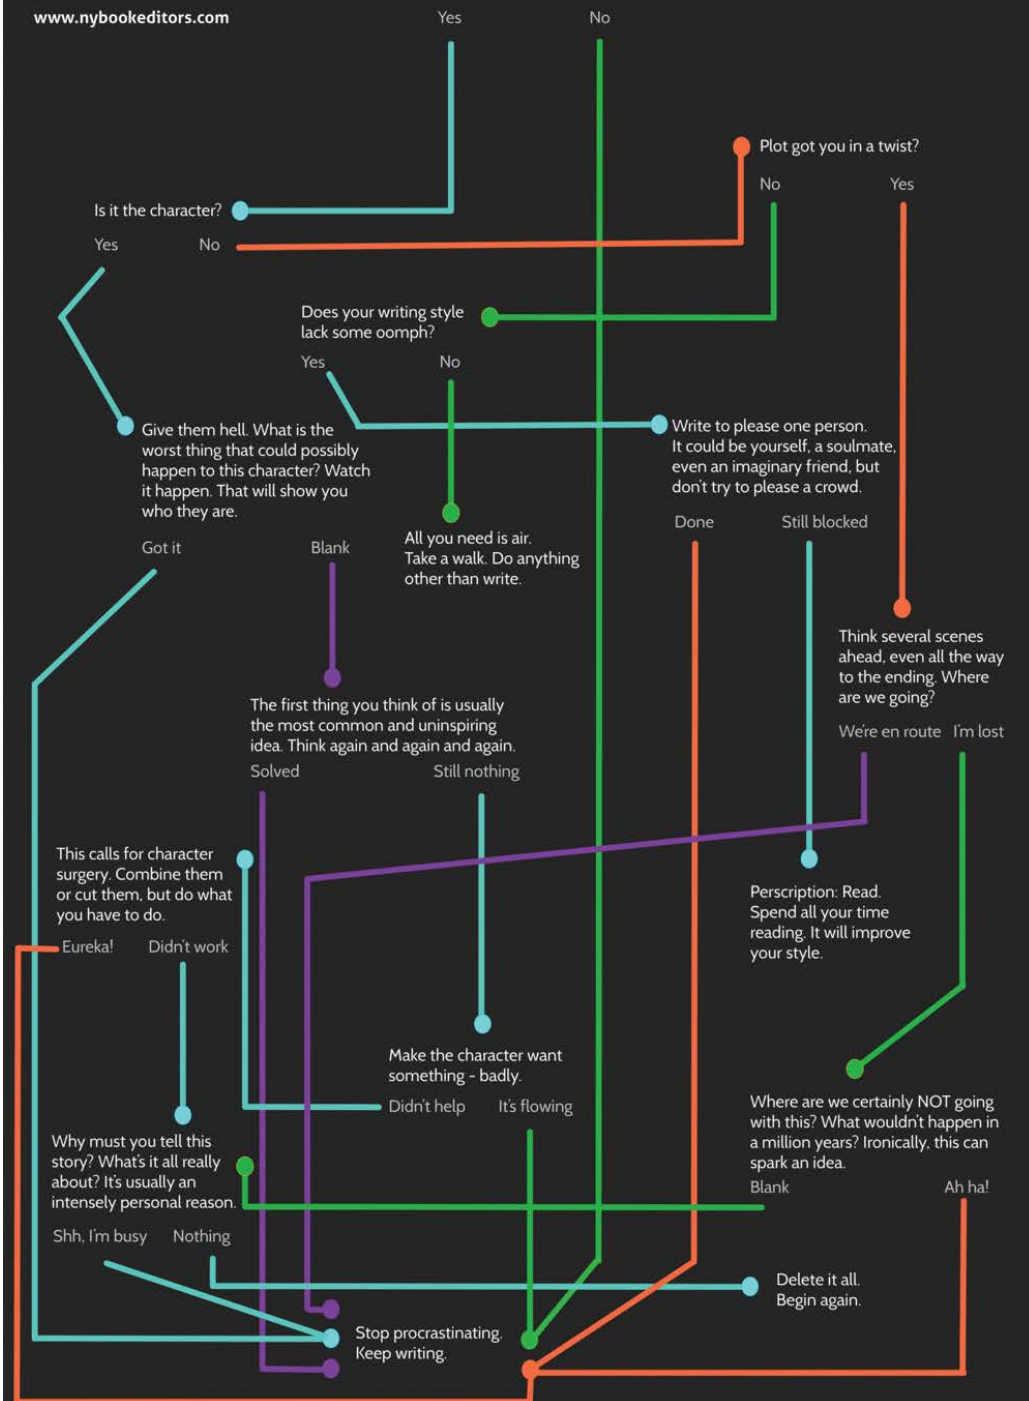 www.nybookeditors.com
Yes
No
Plot got you in a twist?
No
Yes
Is it the character?
Yes
No
Does your writing style
lack some oomph?
Yes
No
Give them hell. What is the
worst thing that could possibly
happen to this character? Watch
it happen. That will show you
who they are.
Got it
Blank
All you need is air.
Take a walk. Do anything
other than write.
Write to please one person.
It could be yourself, a soulmate,
even an imaginary friend, but
don't try to please a crowd.
Done
Still blocked
Think several scenes
ahead, even all the way
to the ending. Where
are we going?
We're en route
I'm lost
The first thing you think of is usually
the most common and uninspiring
idea. Think again and again and again.
Solved
Still nothing
This calls for character
surgery. Combine them
or cut them, but do what
you have to do.
Eureka!
Didn't work
Perscription: Read.
Spend all your time
reading. It will improve
your style.
Make the character want
something - badly.
Didn't help
It's flowing
Where are we certainly NOT going
with this? What wouldn't happen in
a million years? Ironically, this can
spark an idea.
Blank
Ah ha!
Why must you tell this
story? What's it all really
about? It's usually an
intensely personal reason.
Shh, I'm busy
Nothing
Delete it all.
Begin again.
Stop procrastinating.
Keep writing.